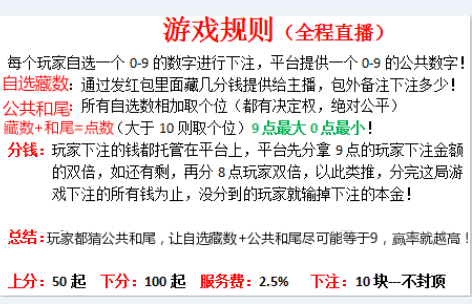 游戏规则（全程直播）
每个玩家自选一个 0-9 的数字进行下注，平台提供一个 0-9 的公共数字！
自选藏数：通过发红包里面藏几分钱提供给主播，包外备注下注多少！
公共和尾：所有自选数相加取个位（都有决定权，绝对公平）
藏数+和尾=点数（大于 10 则取个位）9 点最大 0 点最小！
分钱：玩家下注的钱都托管在平台上，平台先分拿 9 点的玩家下注金额
的双倍，如还有剩，再分 8 点玩家双倍，以此类推，分完这局游
戏下注的所有钱为止，没分到的玩家就输掉下注的本金！
总结：玩家都猜公共和尾，让自选藏数+公共和尾尽可能等于9，赢率就越高！
上分：50 起 下分：100 起 服务费：2.5% 下注：10 块---不封顶